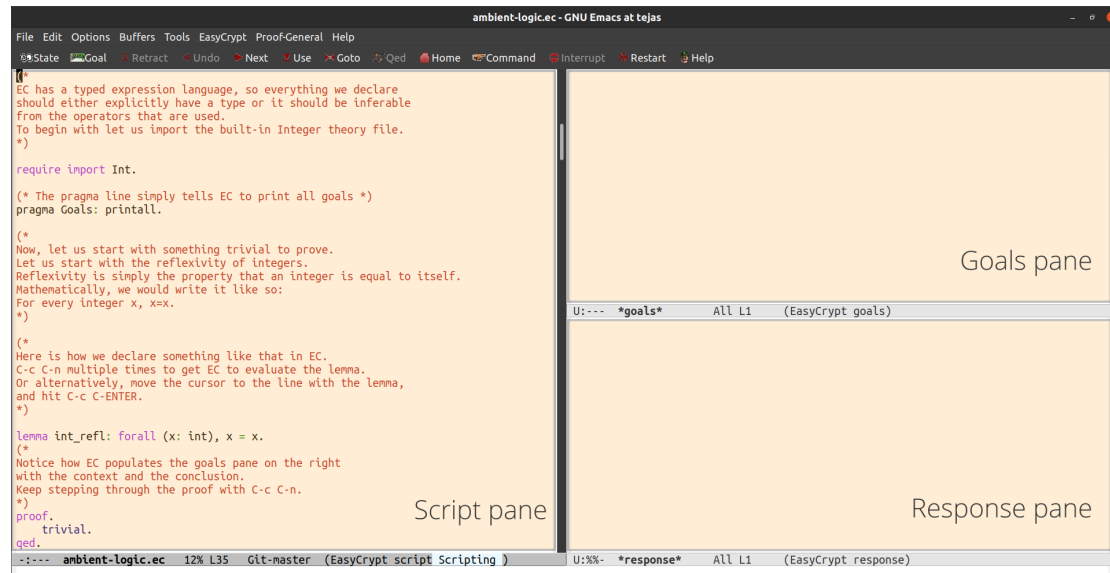 ambient-logic.ec - GNU Emacs at tejas
File Edit Options Buffers Tools EasyCrypt Proof-General Help
State Goal Retract Undo Next Use Goto Qed Home Command Interrupt Restart Help
(*
EC has a typed expression language, so everything we declare
should either explicitly have a type or it should be inferable
from the operators that are used.
To begin with let us import the built-in Integer theory file.
*)
require import Int.
(* The pragma line simply tells EC to print all goals *)
pragma Goals: printall.
(*
Now, let us start with something trivial to prove.
Let us start with the reflexivity of integers.
Reflexivity is simply the property that an integer is equal to itself.
Mathematically, we would write it like so:
For every integer x, x=x.
*)
(*
Here is how we declare something like that in EC.
C-c C-n multiple times to get EC to evaluate the lemma.
Or alternatively, move the cursor to the line with the lemma,
and hit C-c C-ENTER.
*)
lemma int_refl: forall (x: int), x = x.
(*
Notice how EC populates the goals pane on the right
with the context and the conclusion.
Keep stepping through the proof with C-c C-n.
*)
proof.
trivial.
qed.
Script pane
-:--- ambient-logic.ec 12% L35 Git-master (EasyCrypt script Scripting )
Goals pane
U:--- *goals* All L1 (EasyCrypt goals)
Response pane
U:%%- *response* All L1 (EasyCrypt response)